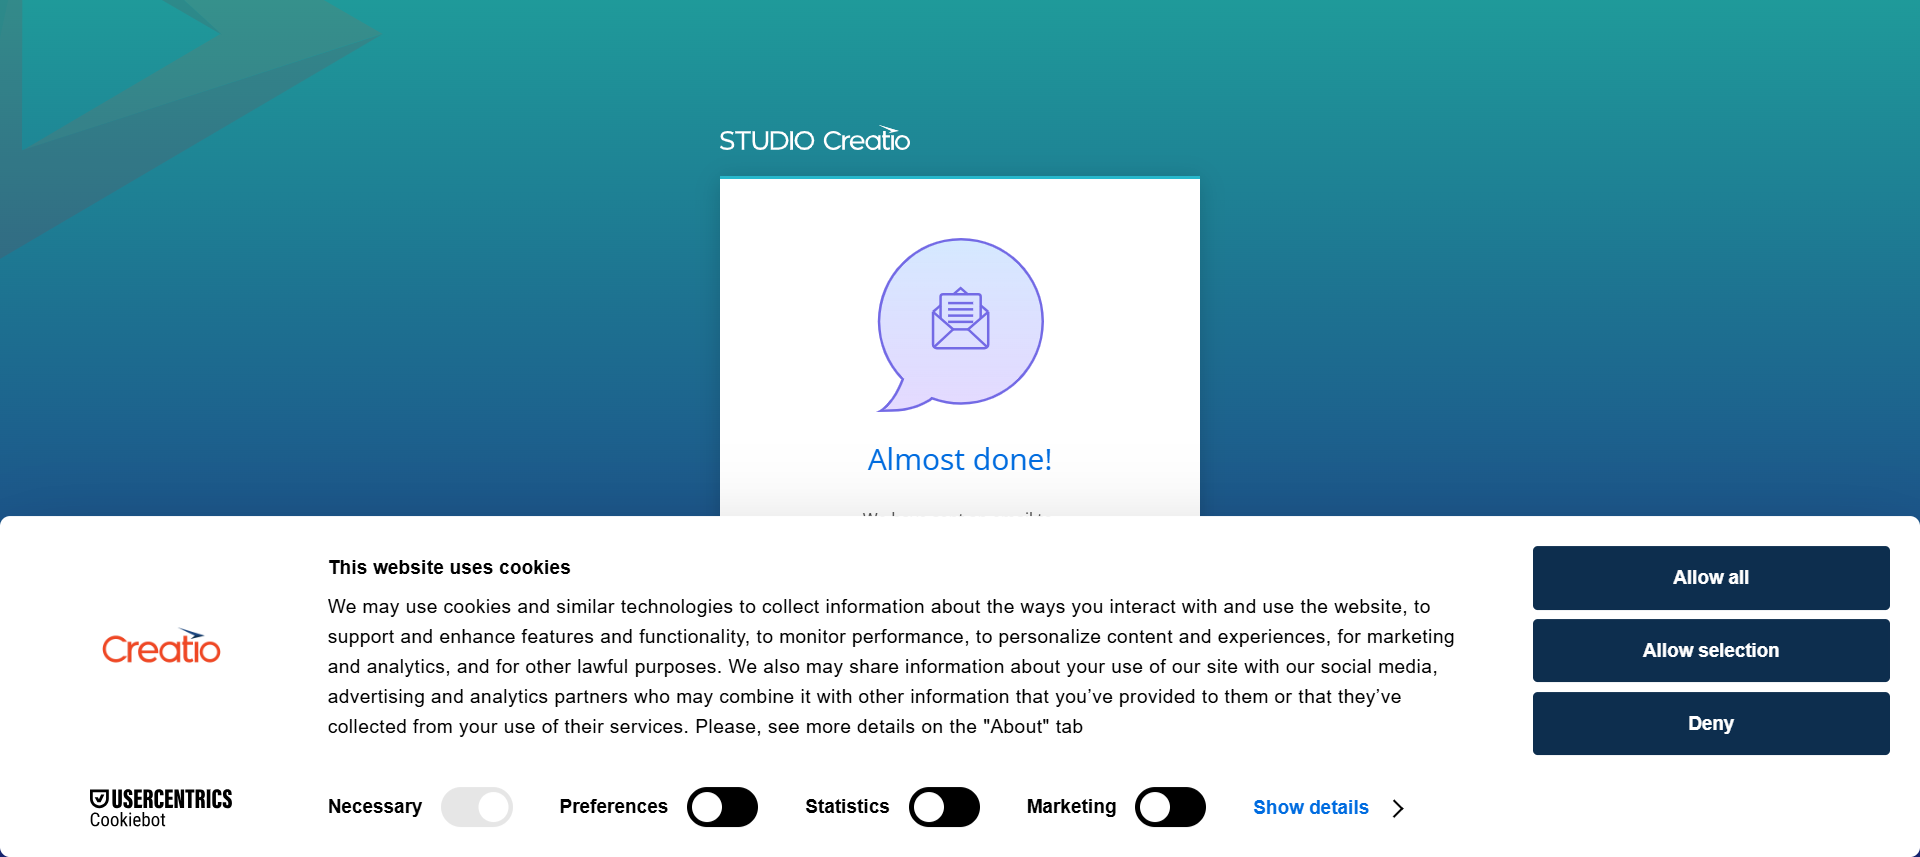 STUDIO Creatio
Almost done!
This website uses cookies
We may use cookies and similar technologies to collect information about the ways you interact with and use the website, to
support and enhance features and functionality, to monitor performance, to personalize content and experiences, for marketing
and analytics, and for other lawful purposes. We also may share information about your use of our site with our social media,
advertising and analytics partners who may combine it with other information that you’ve provided to them or that they’ve
collected from your use of their services. Please, see more details on the "About" tab
Creatio
Allow all
Allow selection
Deny
USERCENTRICS
Cookiebot
Necessary
Preferences
Statistics
Marketing
Show details